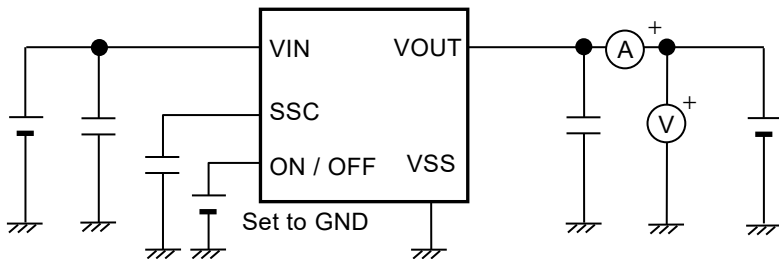 +
VIN VOUT A
SSC +
V
ON / OFF VSS
Set to GND